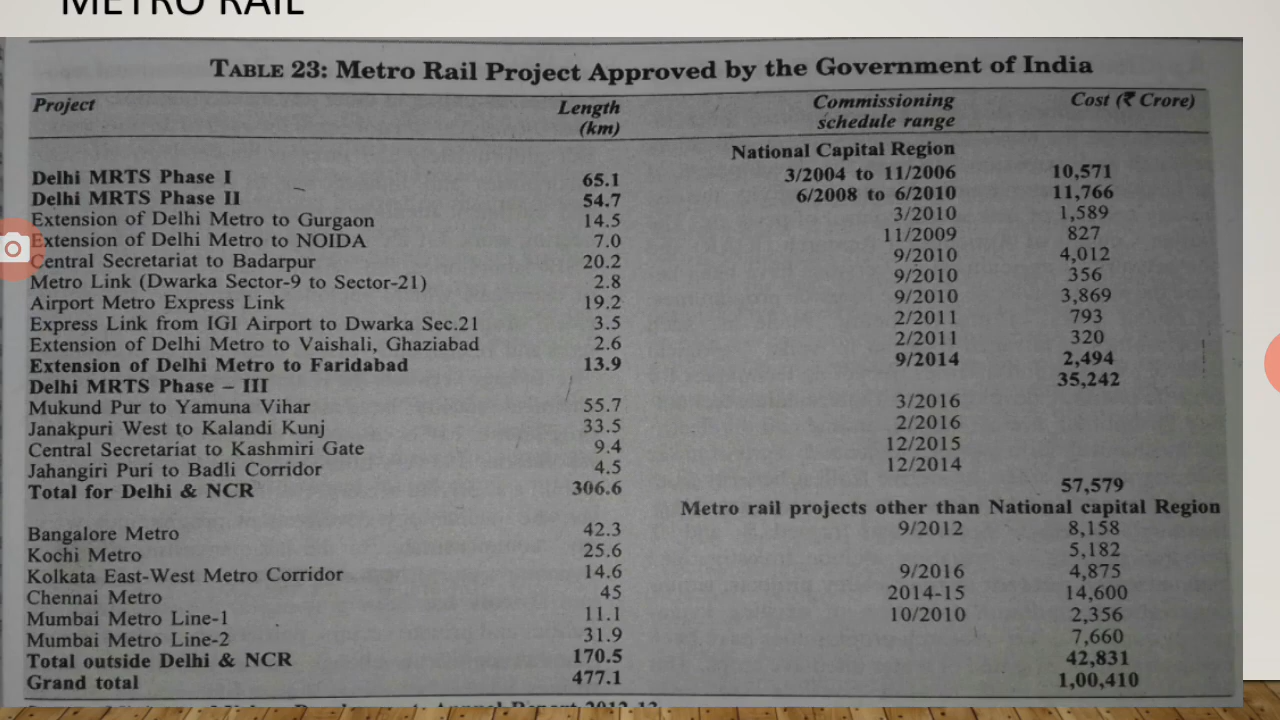 METRO RAIL
TABLE 23: Metro Rail Project Approved by the Government of India
Project Length (km) Commissioning schedule range Cost (₹ Crore)
National Capital Region
Delhi MRTS Phase I 65.1 3/2004 to 11/2006 10,571
Delhi MRTS Phase II 54.7 6/2008 to 6/2010 11,766
Extension of Delhi Metro to Gurgaon 14.5 3/2010 1,589
Extension of Delhi Metro to NOIDA 7.0 11/2009 827
Central Secretariat to Badarpur 20.2 9/2010 4,012
Metro Link (Dwarka Sector-9 to Sector-21) 2.8 9/2010 356
Airport Metro Express Link 19.2 9/2010 3,869
Express Link from IGI Airport to Dwarka Sec.21 3.5 2/2011 793
Extension of Delhi Metro to Vaishali, Ghaziabad 2.6 2/2011 320
Extension of Delhi Metro to Faridabad 13.9 9/2014 2,494
Delhi MRTS Phase – III 35,242
Mukund Pur to Yamuna Vihar 55.7 3/2016
Janakpuri West to Kalandi Kunj 33.5 2/2016
Central Secretariat to Kashmiri Gate 9.4 12/2015
Jahangiri Puri to Badli Corridor 4.5 12/2014
Total for Delhi & NCR 306.6 57,579
Metro rail projects other than National capital Region
Bangalore Metro 42.3 9/2012 8,158
Kochi Metro 25.6 5,182
Kolkata East-West Metro Corridor 14.6 9/2016 4,875
Chennai Metro 45 2014-15 14,600
Mumbai Metro Line-1 11.1 10/2010 2,356
Mumbai Metro Line-2 31.9 7,660
Total outside Delhi & NCR 170.5 42,831
Grand total 477.1 1,00,410